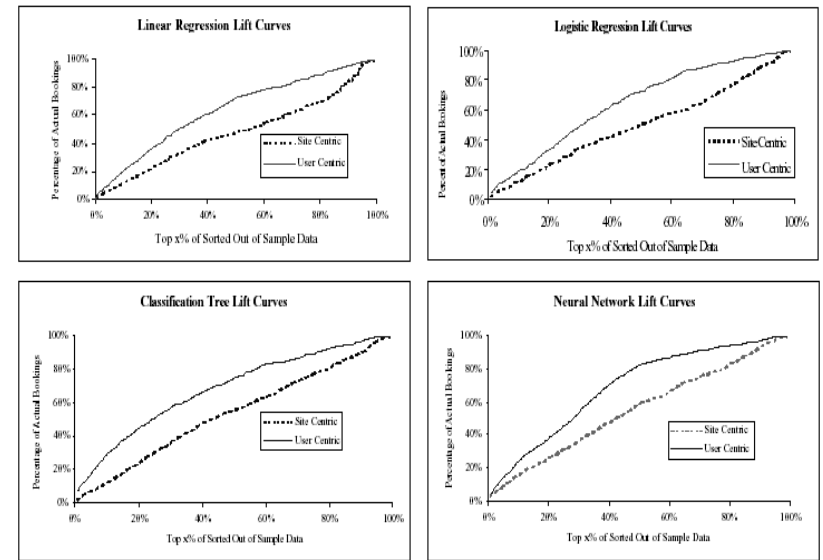 Linear Regression Lift Curves
Percentage of Actual Bookings
100%
80%
60%
40%
20%
0%
Site Centric
User Centric
0% 20% 40% 60% 80% 100%
Top x% of Sorted Out of Sample Data
Logistic Regression Lift Curves
Percent of Actual Bookings
100%
80%
60%
40%
20%
0%
Site Centric
User Centric
0% 20% 40% 60% 80% 100%
Top x% of Sorted Out of Sample Data
Classification Tree Lift Curves
Percentage of Actual Bookings
100%
80%
60%
40%
20%
0%
Site Centric
User Centric
0% 20% 40% 60% 80% 100%
Top x% of Sorted Out of Sample Data
Neural Network Lift Curves
Percentage of Actual Bookings
100%
80%
60%
40%
20%
0%
Site Centric
User Centric
0% 20% 40% 60% 80% 100%
Top x% of Sorted Out of Sample Data